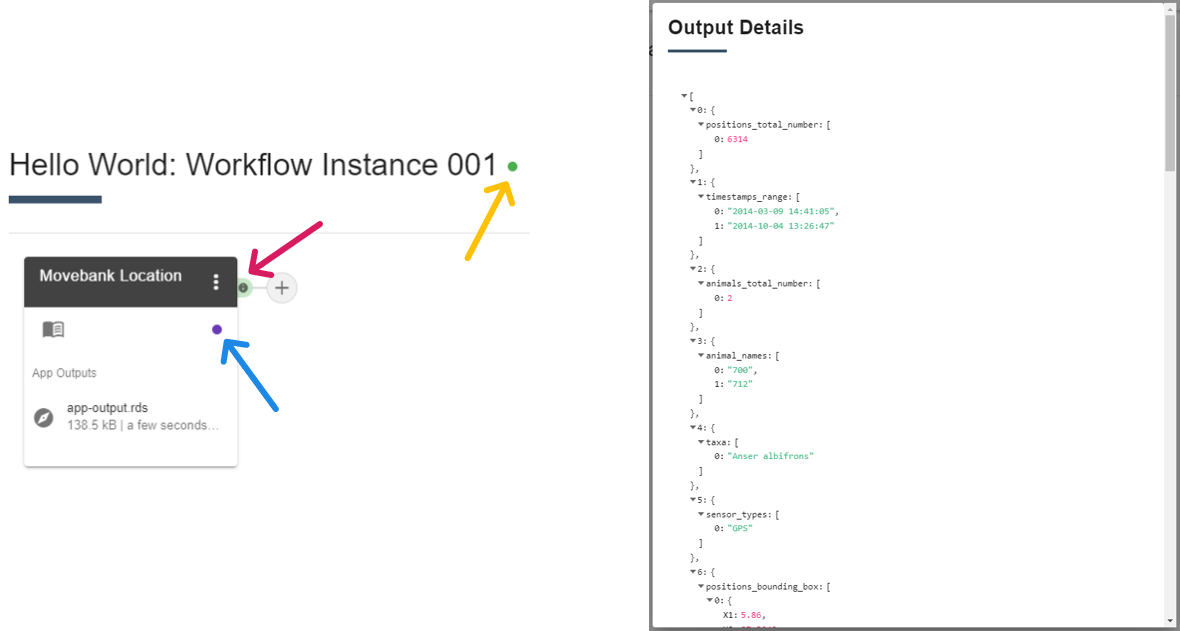 Hello World: Workflow Instance 001
Movebank Location
App Outputs
app-output.rds
138.5 kB | a few seconds...
Output Details
[
0: {
positions_total_number: [
0: 6314
]
},
1: {
timestamps_range: [
0: "2014-03-09 14:41:05",
1: "2014-10-04 13:26:47"
]
},
2: {
animals_total_number: [
0: 2
]
},
3: {
animal_names: [
0: "700",
1: "712"
]
},
4: {
taxa: [
0: "Anser albifrons"
]
},
5: {
sensor_types: [
0: "GPS"
]
},
6: {
positions_bounding_box: [
0: {
X1: 5.86,